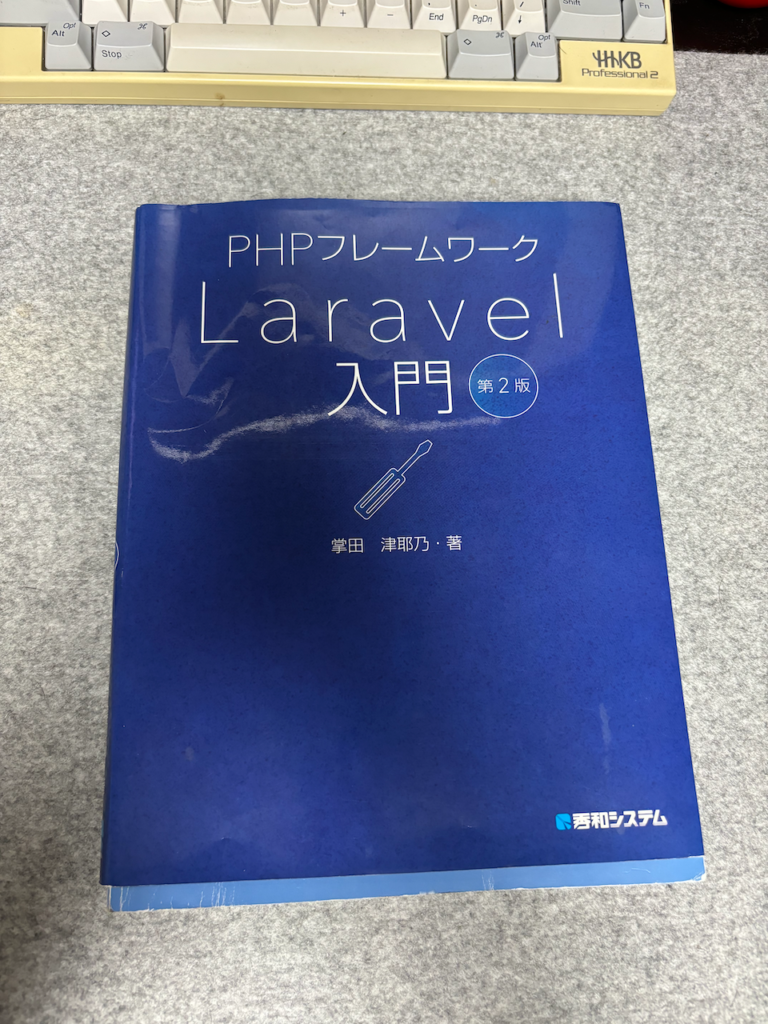 Alt
Opt
Stop
+
-
End
PgDn
Shift
Fn
Alt
Opt
HHKB
Professional 2
PHPフレームワーク
Laravel
入門
第2版
掌田 津耶乃・著
秀和システム